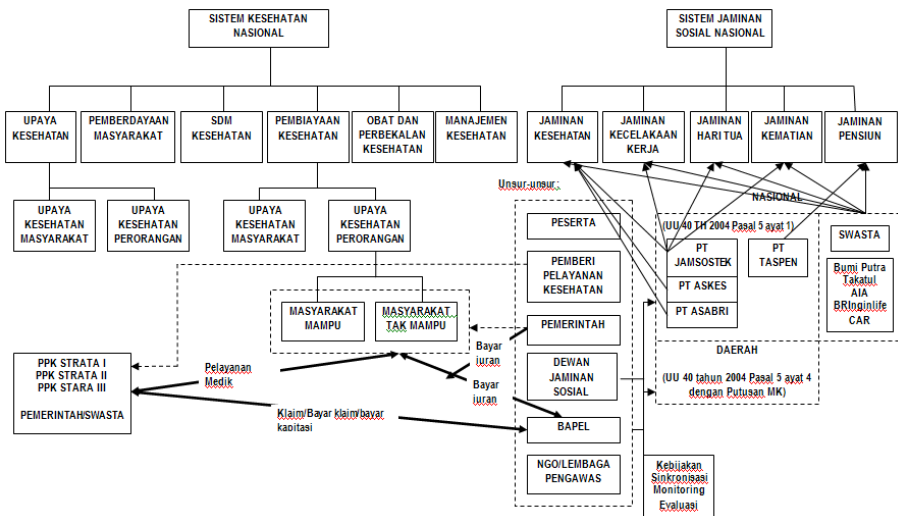 SISTEM KESEHATAN
NASIONAL
SISTEM JAMINAN
SOSIAL NASIONAL
UPAYA
KESEHATAN
PEMBERDAYAAN
MASYARAKAT
SDM
KESEHATAN
PEMBIAYAAN
KESEHATAN
OBAT DAN
PERBEKALAN
KESEHATAN
MANAJEMEN
KESEHATAN
JAMINAN
KESEHATAN
JAMINAN
KECELAKAAN
KERJA
JAMINAN
HARI TUA
JAMINAN
KEMATIAN
JAMINAN
PENSIUN
Unsur-unsur :
NASIONAL
UPAYA
KESEHATAN
MASYARAKAT
UPAYA
KESEHATAN
PERORANGAN
UPAYA
KESEHATAN
MASYARAKAT
UPAYA
KESEHATAN
PERORANGAN
PESERTA
(UU 40 TH 2004 Pasal 5 ayat 1)
PT
JAMSOSTEK
PT
TASPEN
SWASTA
PEMBERI
PELAYANAN
KESEHATAN
PT ASKES
PT ASABRI
Bumi Putra
Takatul
AIA
BRInginlife
CAR
MASYARAKAT
MAMPU
MASYARAKAT
TAK MAMPU
PEMERINTAH
Bayar
iuran
DAERAH
(UU 40 tahun 2004 Pasal 5 ayat 4
dengan Putusan MK)
PPK STRATA I
PPK STRATA II
PPK STARA III
PEMERINTAH/SWASTA
Pelayanan
Medik
DEWAN
JAMINAN
SOSIAL
Bayar
iuran
Klaim/Bayar klaim/bayar
kapitasi
BAPEL
NGO/LEMBAGA
PENGAWAS
Kebijakan
Sinkronisasi
Monitoring
Evaluasi